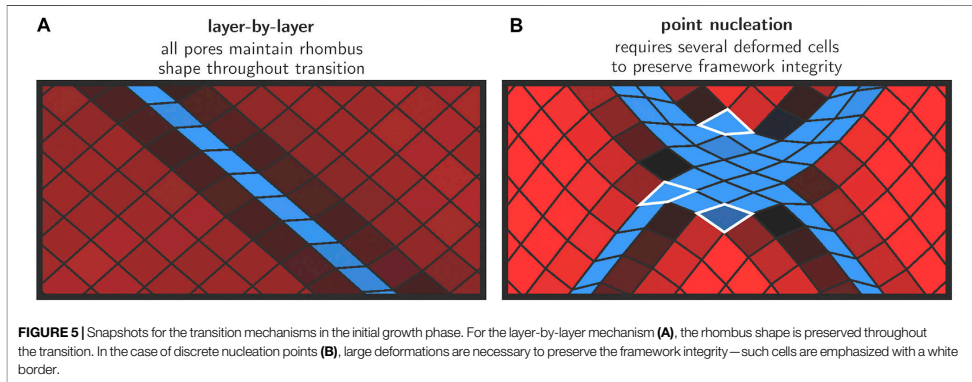 A
layer-by-layer
all pores maintain rhombus
shape throughout transition
B
point nucleation
requires several deformed cells
to preserve framework integrity
FIGURE 5 | Snapshots for the transition mechanisms in the initial growth phase. For the layer-by-layer mechanism (A), the rhombus shape is preserved throughout
the transition. In the case of discrete nucleation points (B), large deformations are necessary to preserve the framework integrity—such cells are emphasized with a white
border.